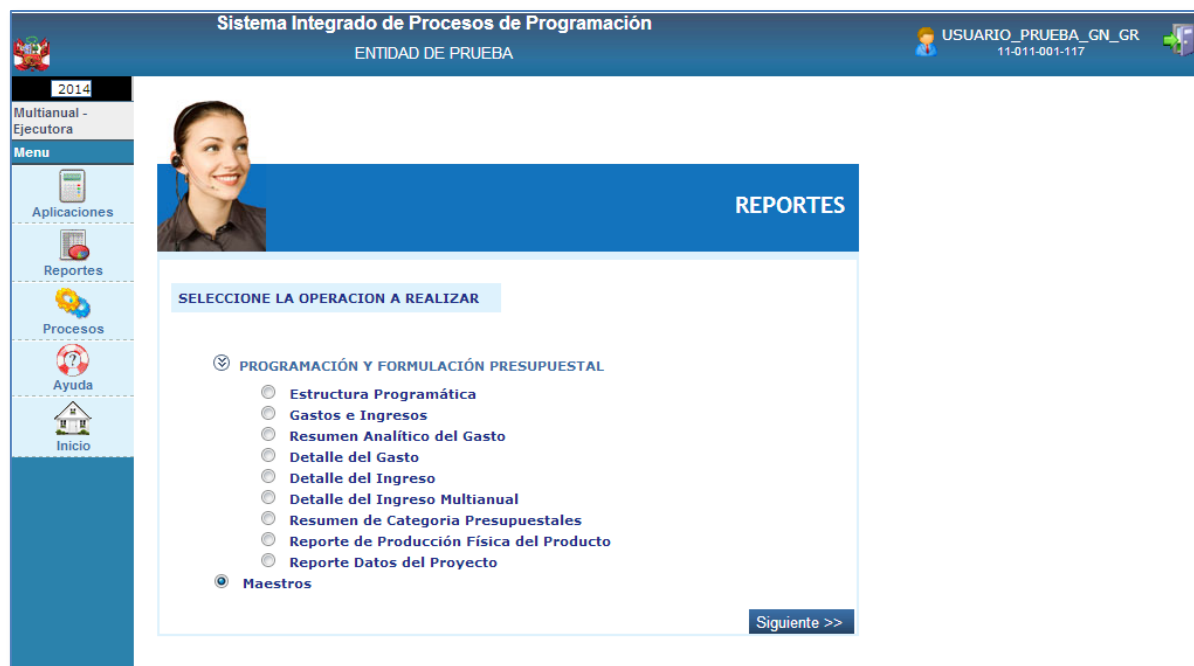 Sistema Integrado de Procesos de Programación
ENTIDAD DE PRUEBA
USUARIO_PRUEBA_GN_GR
11-011-001-117
2014
Multianual -
Ejecutora
Menu
Aplicaciones
Reportes
Procesos
Ayuda
Inicio
REPORTES
SELECCIONE LA OPERACION A REALIZAR
PROGRAMACIÓN Y FORMULACIÓN PRESUPUESTAL
Estructura Programática
Gastos e Ingresos
Resumen Analítico del Gasto
Detalle del Gasto
Detalle del Ingreso
Detalle del Ingreso Multianual
Resumen de Categoria Presupuestales
Reporte de Producción Física del Producto
Reporte Datos del Proyecto
Maestros
Siguiente >>